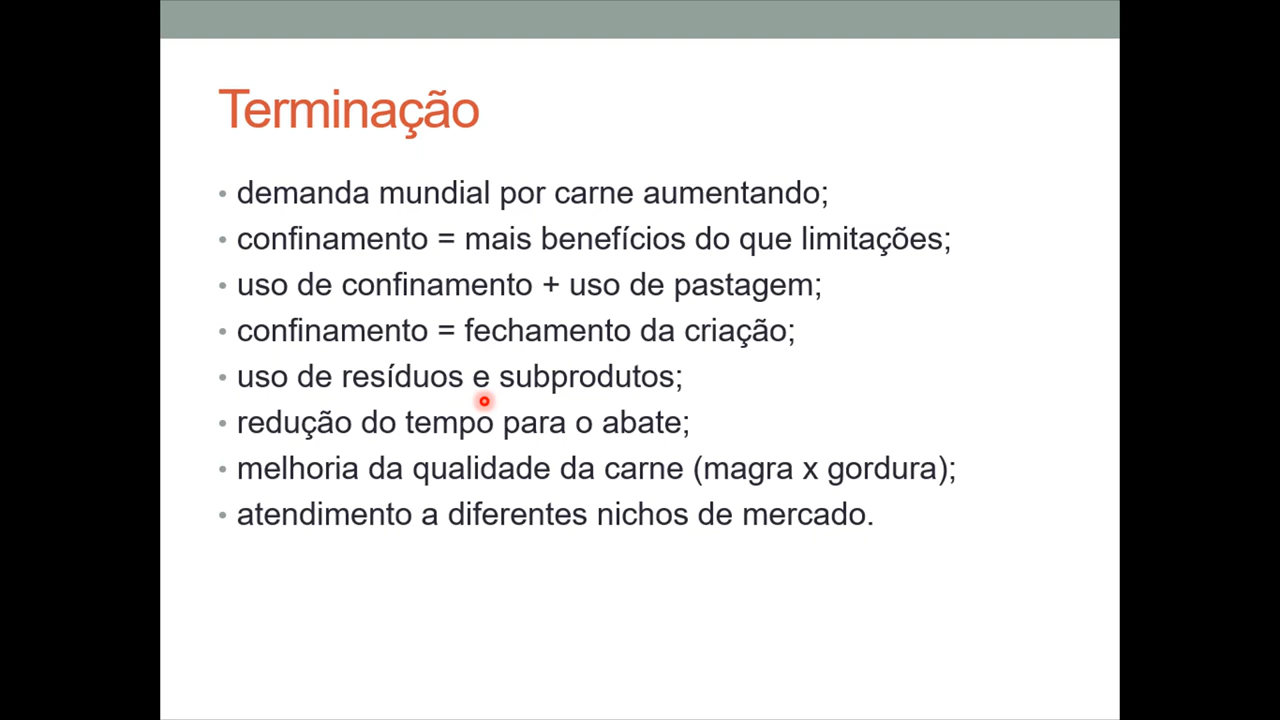 Terminação
• demanda mundial por carne aumentando;
• confinamento = mais benefícios do que limitações;
• uso de confinamento + uso de pastagem;
• confinamento = fechamento da criação;
• uso de resíduos e subprodutos;
• redução do tempo para o abate;
• melhoria da qualidade da carne (magra x gordura);
• atendimento a diferentes nichos de mercado.